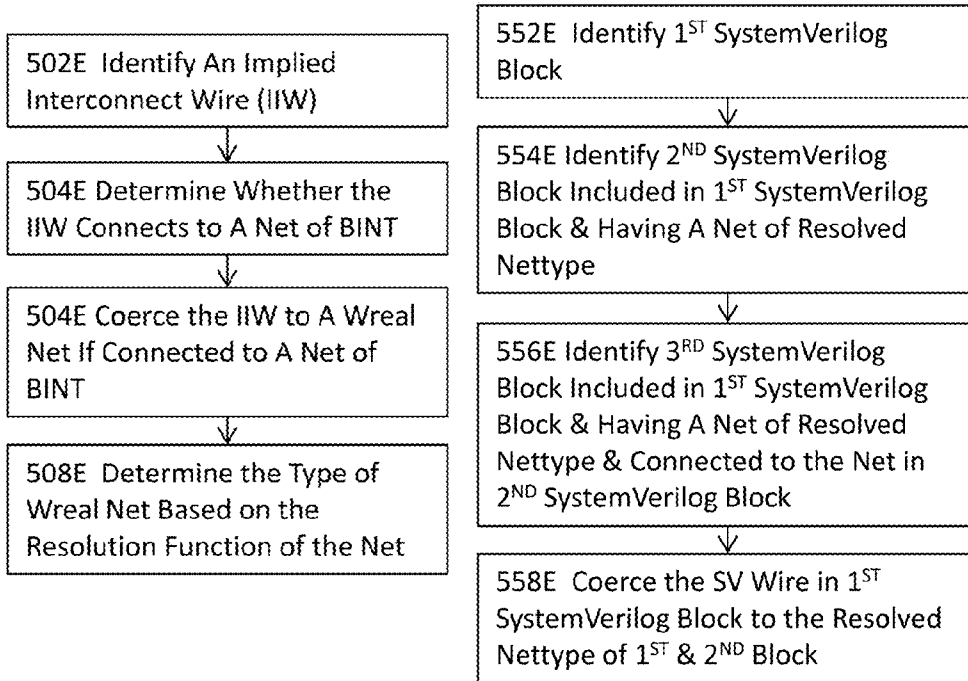 502E Identify An Implied
Interconnect Wire (IIW)
504E Determine Whether the
IIW Connects to A Net of BINT
504E Coerce the IIW to A Wreal
Net If Connected to A Net of
BINT
508E Determine the Type of
Wreal Net Based on the
Resolution Function of the Net
552E Identify 1ST SystemVerilog
Block
554E Identify 2ND SystemVerilog
Block Included in 1ST SystemVerilog
Block & Having A Net of Resolved
Nettype
556E Identify 3RD SystemVerilog
Block Included in 1ST SystemVerilog
Block & Having A Net of Resolved
Nettype & Connected to the Net in
2ND SystemVerilog Block
558E Coerce the SV Wire in 1ST
SystemVerilog Block to the Resolved
Nettype of 1ST & 2ND Block